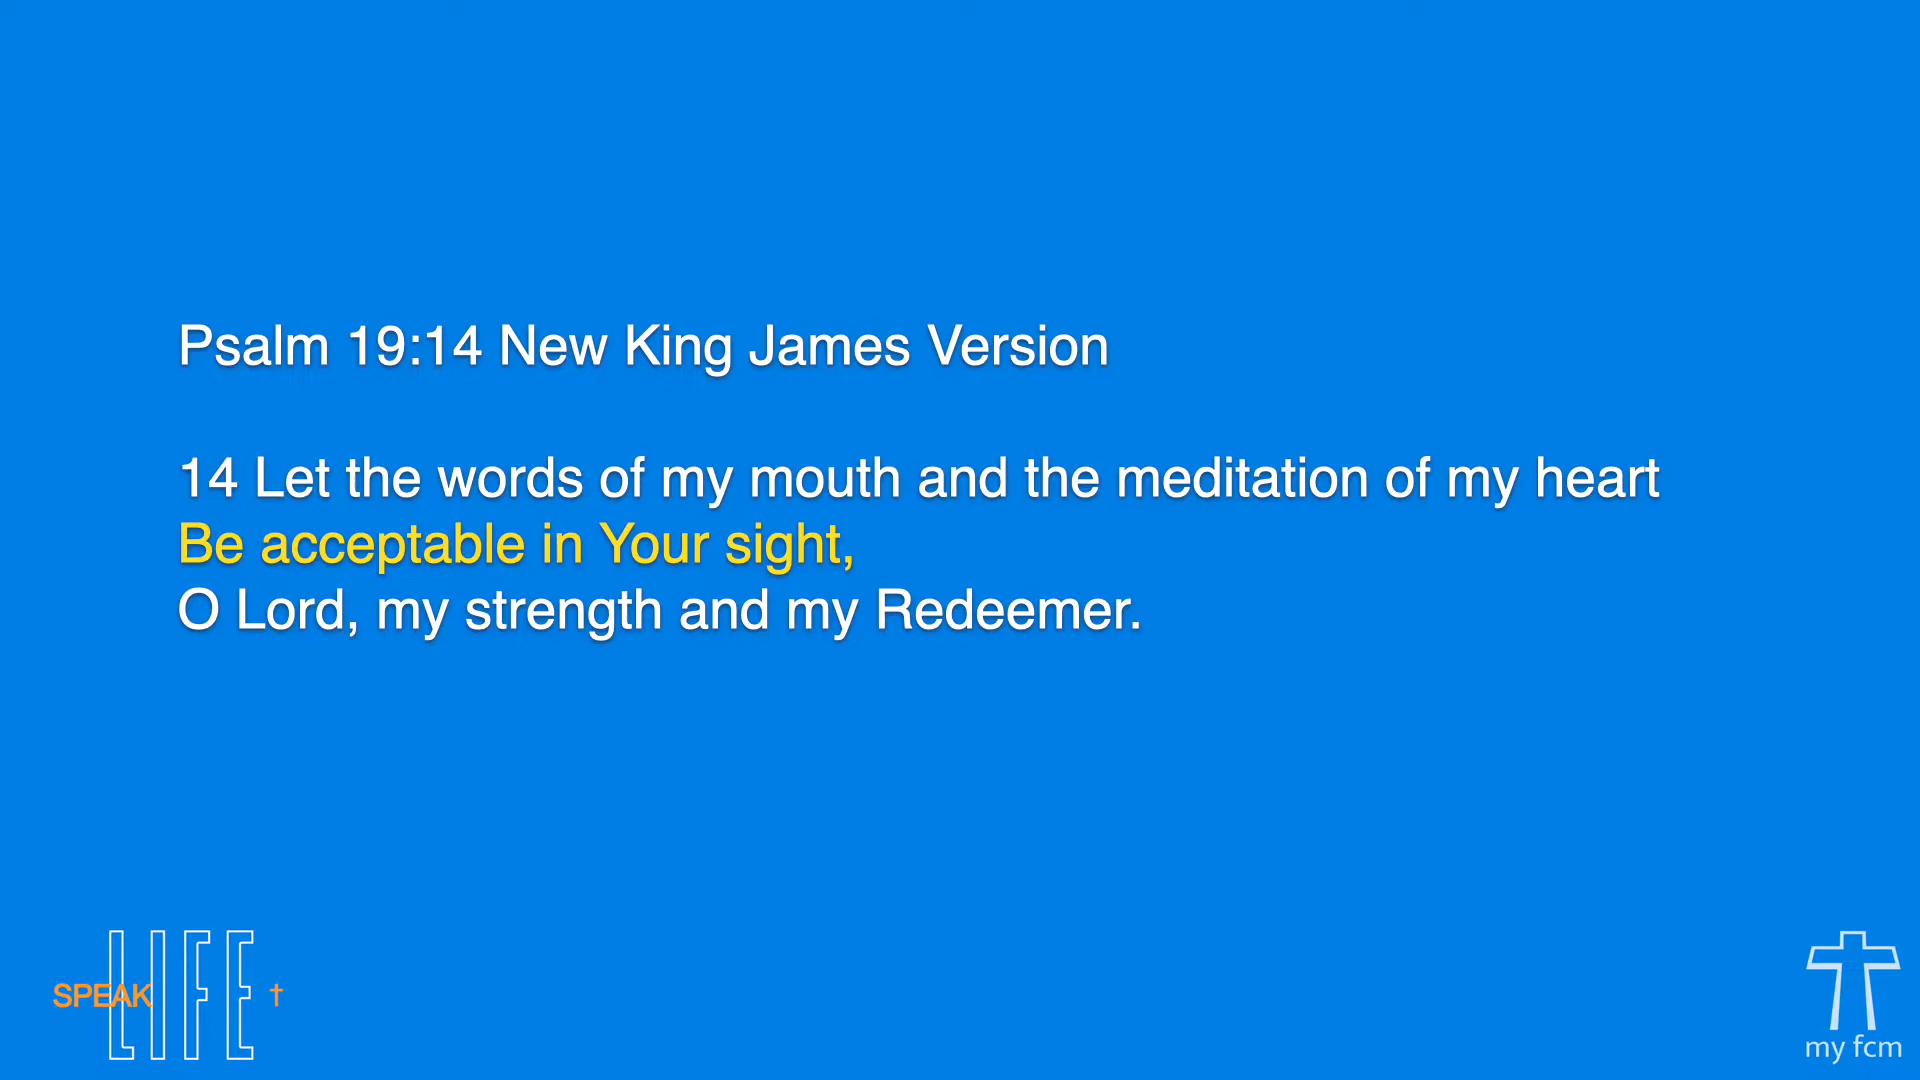 Psalm 19:14 New King James Version
14 Let the words of my mouth and the meditation of my heart
Be acceptable in Your sight,
O Lord, my strength and my Redeemer.
SPEAK LIFE
my fcm